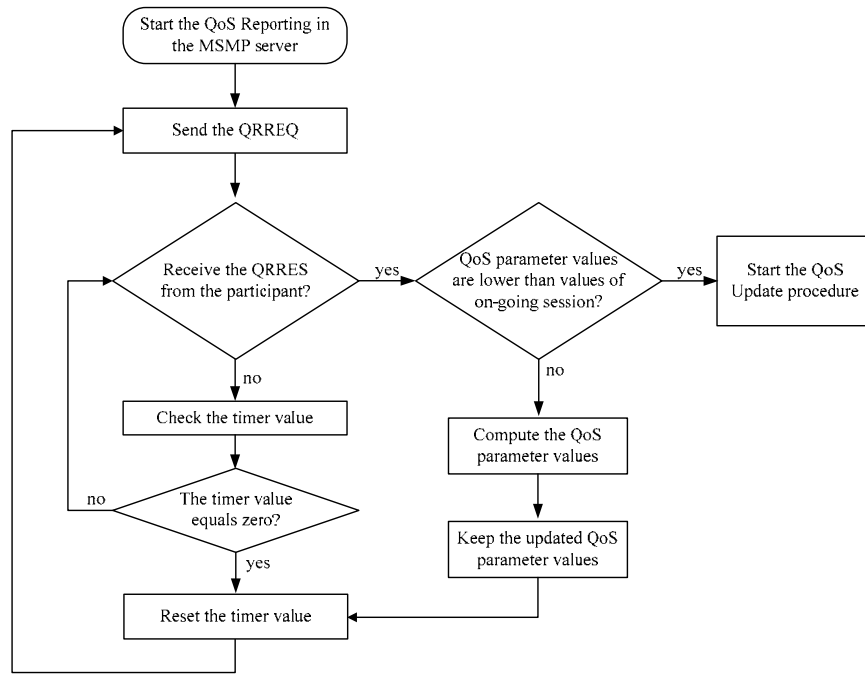 Start the QoS Reporting in
the MSMP server
Send the QRREQ
Receive the QRRES
from the participant?
yes
QoS parameter values
are lower than values of
on-going session?
yes
Start the QoS
Update procedure
no
Check the timer value
no
Compute the QoS
parameter values
no
The timer value
equals zero?
Keep the updated QoS
parameter values
yes
Reset the timer value